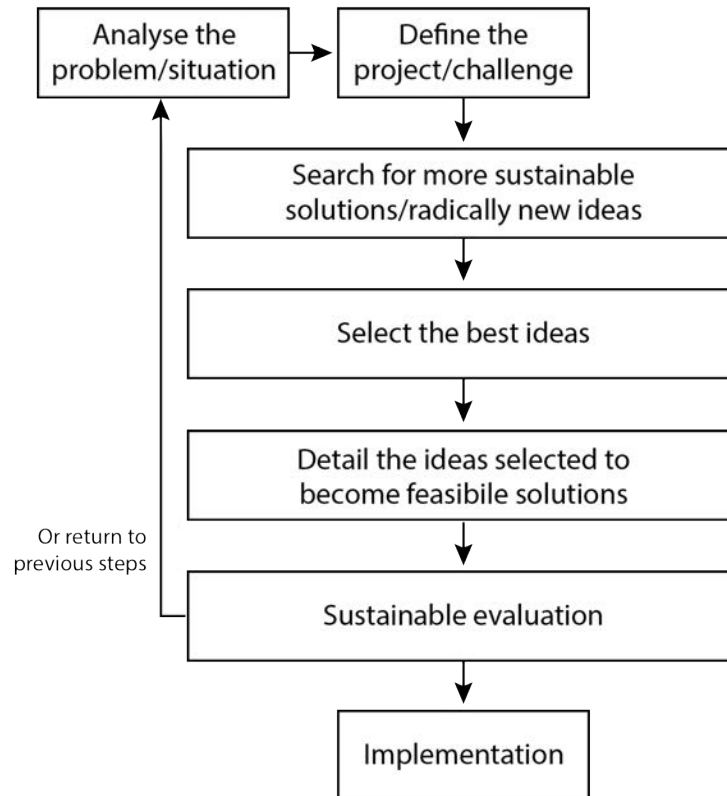 Analyse the
problem/situation
Define the
project/challenge
Search for more sustainable
solutions/radically new ideas
Select the best ideas
Detail the ideas selected to
become feasibile solutions
Or return to
previous steps
Sustainable evaluation
Implementation